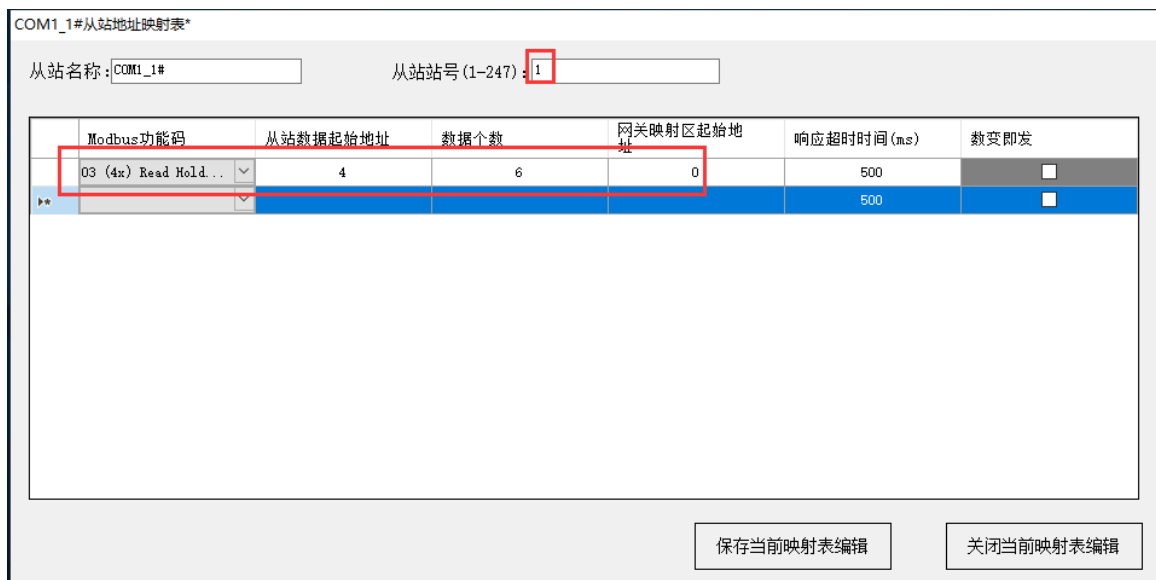 COM1_1#从站地址映射表*
从站名称:COM1_1# 从站站号(1-247):1
Modbus功能码 从站数据起始地址 数据个数 网关映射区起始地
址 响应超时时间(ms) 数变即发
03 (4x) Read Hold... 4 6 0 500
500
保存当前映射表编辑 关闭当前映射表编辑